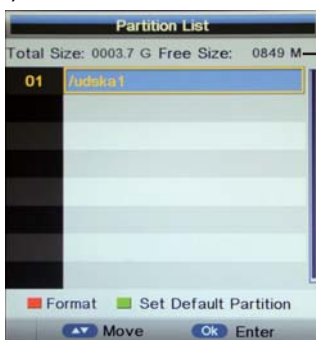 Partition List
Total Size: 0003.7 G Free Size: 0849 M
01 /udska1
Format Set Default Partition
Move Ok Enter